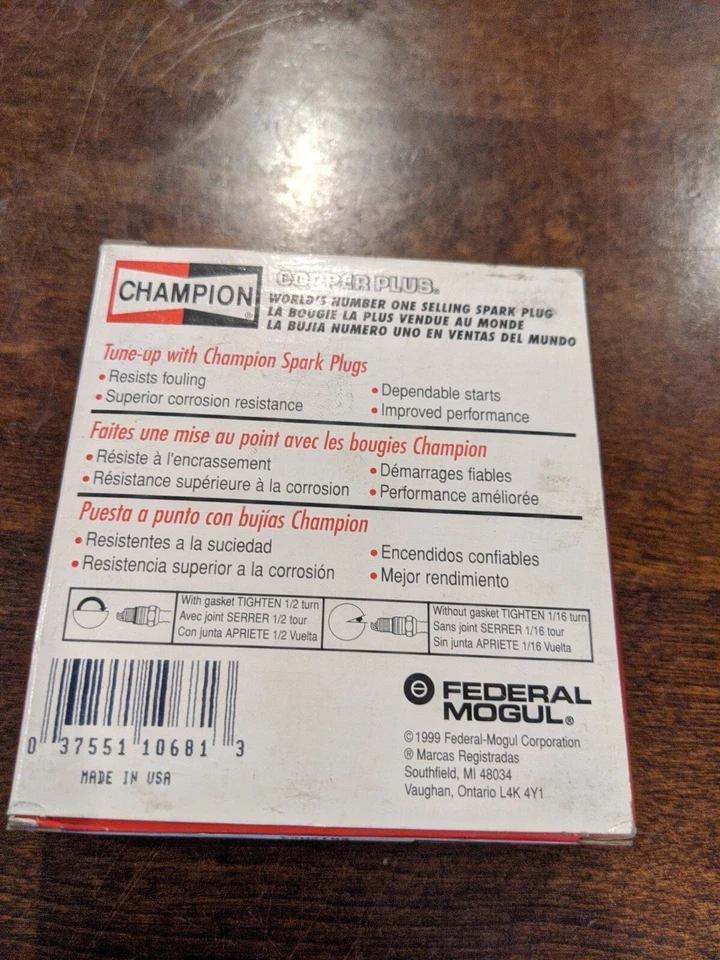 CHAMPION®
COPPER PLUS®
WORLD'S NUMBER ONE SELLING SPARK PLUG
LA BOUGIE LA PLUS VENDUE AU MONDE
LA BUJIA NUMERO UNO EN VENTAS DEL MUNDO
Tune-up with Champion Spark Plugs
• Resists fouling
• Superior corrosion resistance
• Dependable starts
• Improved performance
Faites une mise au point avec les bougies Champion
• Résiste à l'encrassement
• Résistance supérieure à la corrosion
• Démarrages fiables
• Performance améliorée
Puesta a punto con bujías Champion
• Resistentes a la suciedad
• Resistencia superior a la corrosión
• Encendidos confiables
• Mejor rendimiento
With gasket TIGHTEN 1/2 turn
Avec joint SERRER 1/2 tour
Con junta APRIETE 1/2 Vuelta
Without gasket TIGHTEN 1/16 turn
Sans joint SERRER 1/16 tour
Sin junta APRIETE 1/16 Vuelta
0 37551 10681 3
MADE IN USA
FEDERAL
MOGUL®
©1999 Federal-Mogul Corporation
® Marcas Registradas
Southfield, MI 48034
Vaughan, Ontario L4K 4Y1